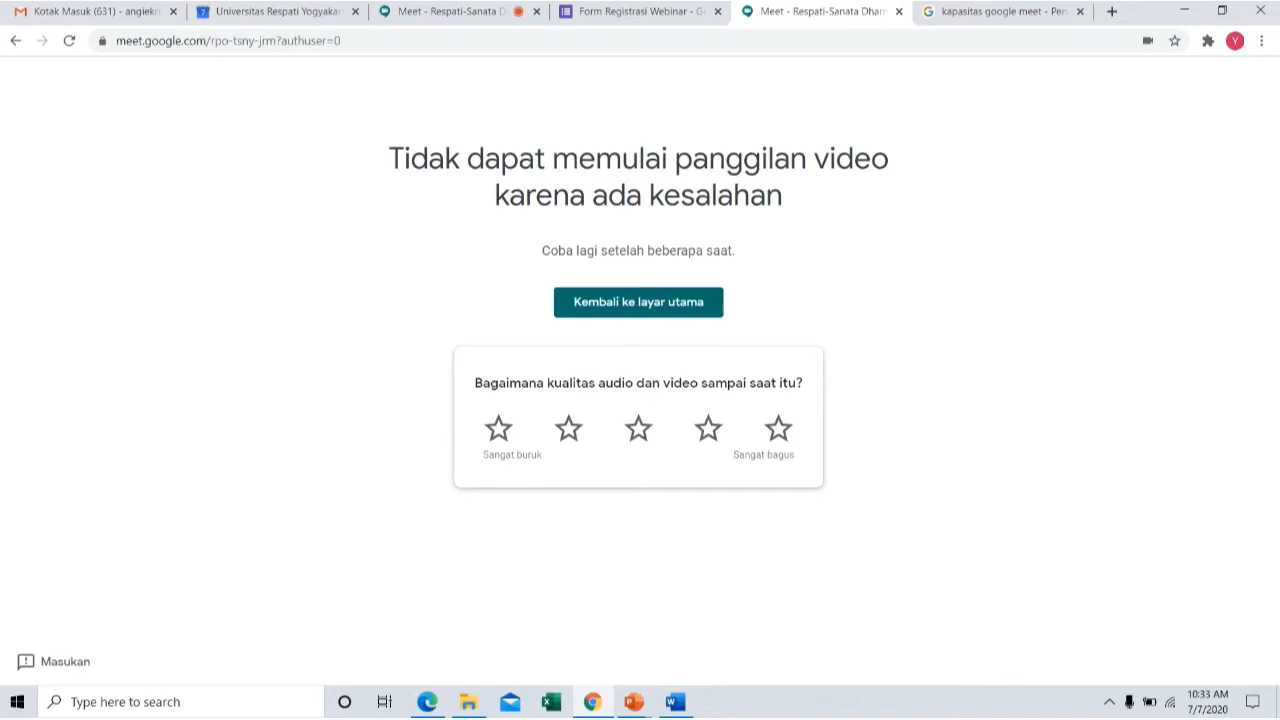 Kotak Masuk (631) - angiekri
Universitas Respati Yogyakar
Meet - Respati-Sanata D
Form Registrasi Webinar - G
Meet - Respati-Sanata Dharm
kapasitas google meet - Pen
meet.google.com/rpo-tsny-jrm?authuser=0
Y
Tidak dapat memulai panggilan video
karena ada kesalahan
Coba lagi setelah beberapa saat.
Kembali ke layar utama
Bagaimana kualitas audio dan video sampai saat itu?
Sangat buruk
Sangat bagus
Masukan
Type here to search
10:33 AM
7/7/2020